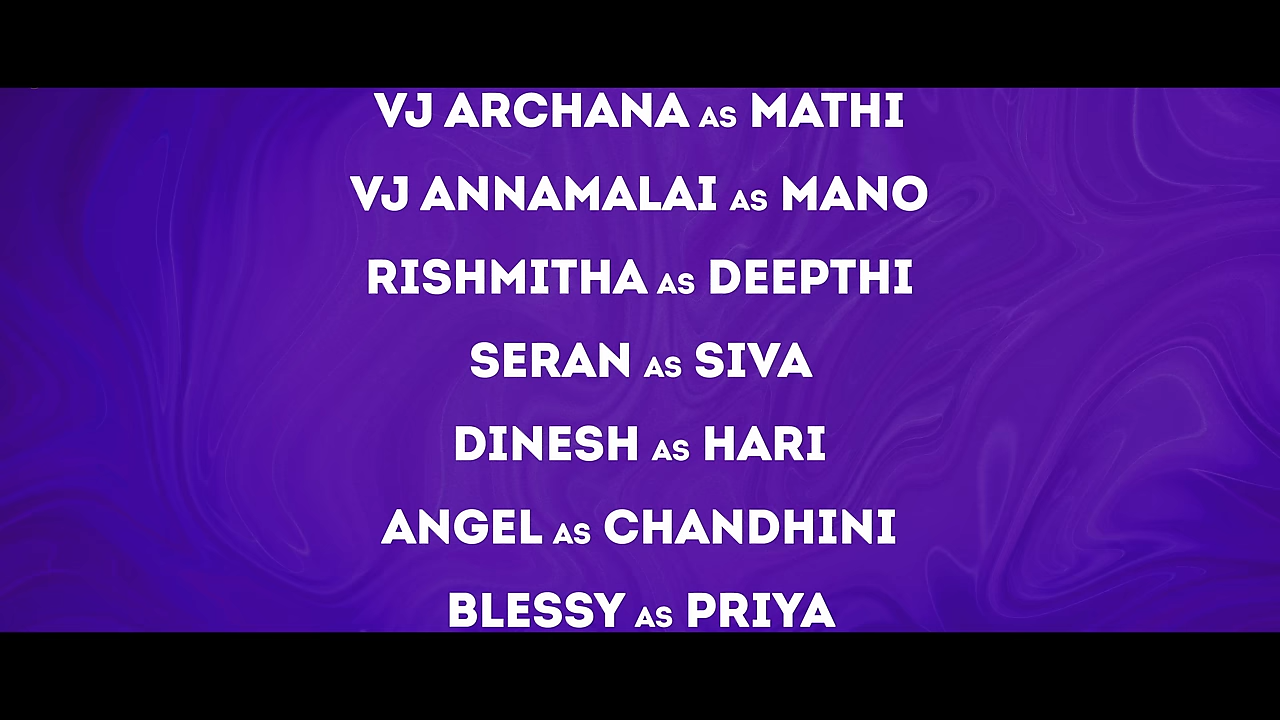 VJ ARCHANA AS MATHI
VJ ANNAMALAI AS MANO
RISHMITHA AS DEEPTHI
SERAN AS SIVA
DINESH AS HARI
ANGEL AS CHANDHINI
BLESSY AS PRIYA